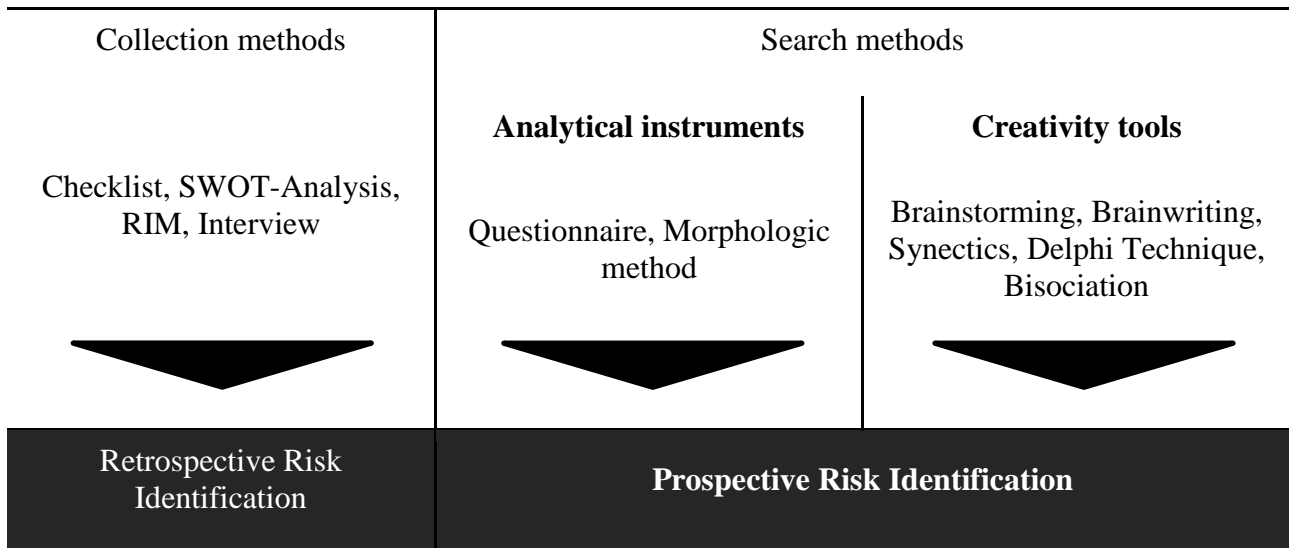 Collection methods
Search methods
Analytical instruments
Creativity tools
Checklist, SWOT-Analysis,
RIM, Interview
Questionnaire, Morphologic
method
Brainstorming, Brainwriting,
Synectics, Delphi Technique,
Bisociation
Retrospective Risk
Identification
Prospective Risk Identification